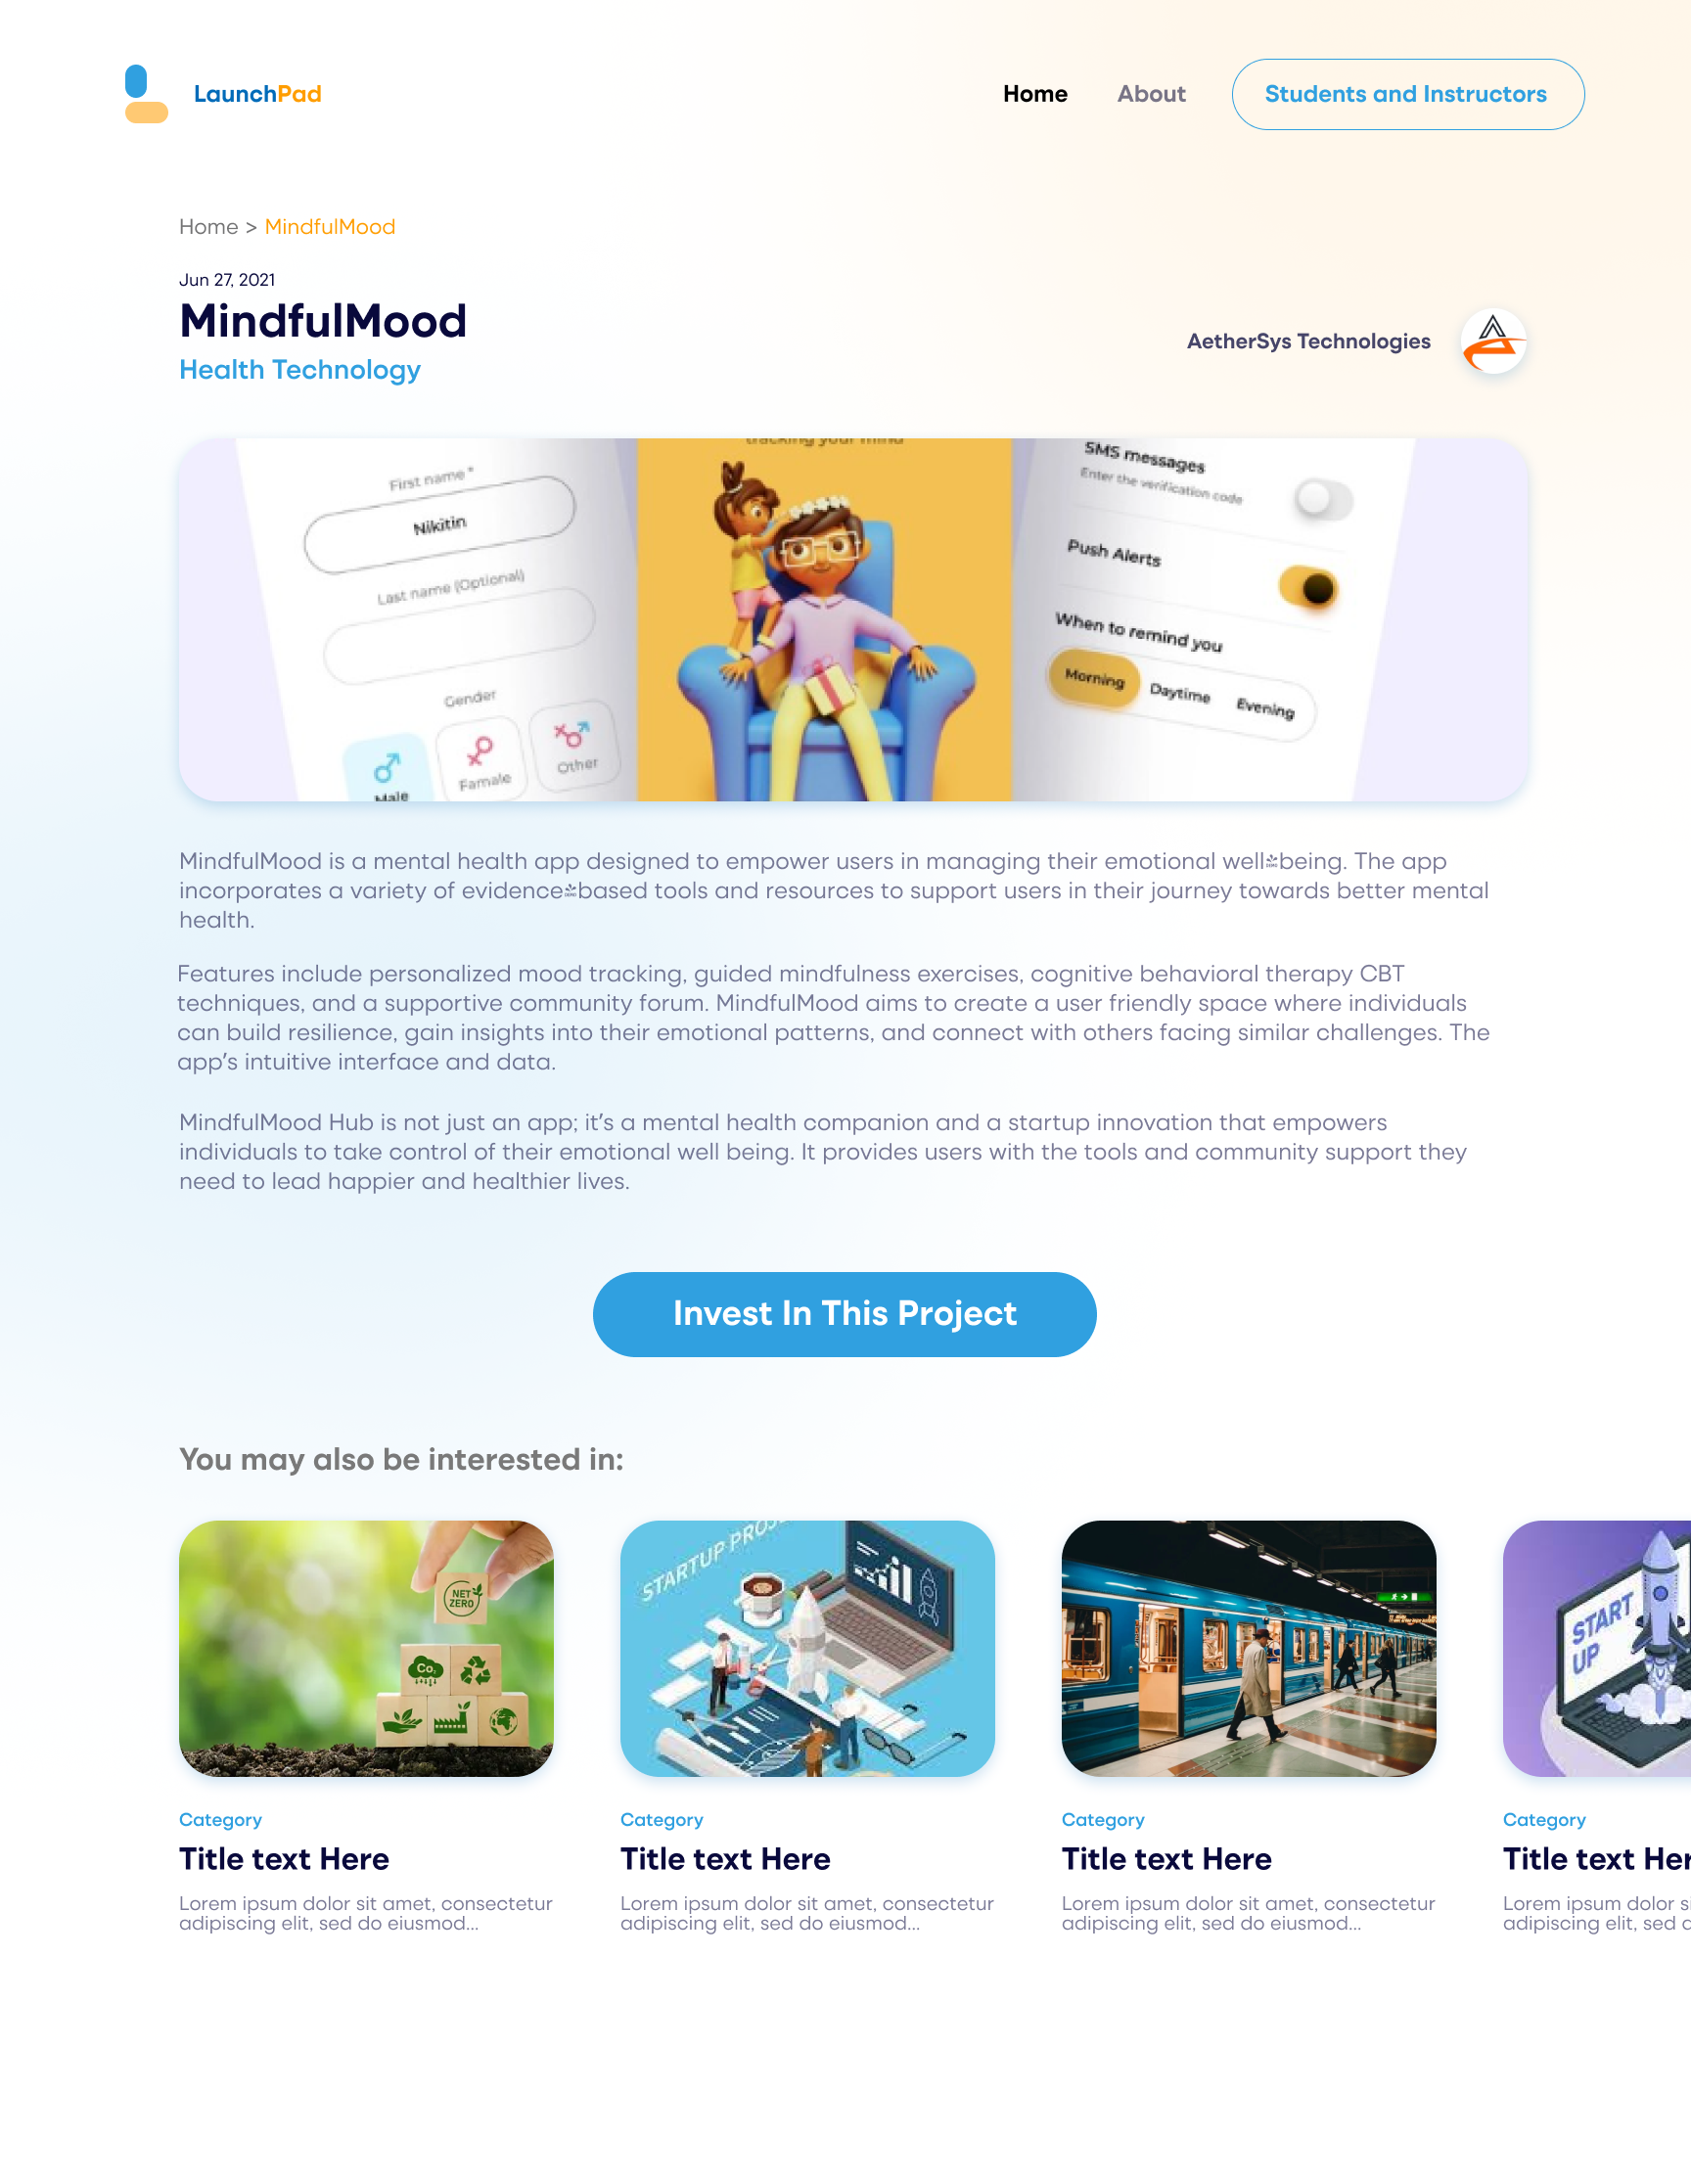 LaunchPad
Home
About
Students and Instructors
Home > MindfulMood
Jun 27, 2021
MindfulMood
Health Technology
AetherSys Technologies
tracking your mind
First name *
Nikitin
Last name (Optional)
Gender
Male
Famale
Other
SMS messages
Enter the verification code
Push Alerts
When to remind you
Morning
Daytime
Evening
MindfulMood is a mental health app designed to empower users in managing their emotional well being. The app
incorporates a variety of evidence based tools and resources to support users in their journey towards better mental
health.
Features include personalized mood tracking, guided mindfulness exercises, cognitive behavioral therapy CBT
techniques, and a supportive community forum. MindfulMood aims to create a user friendly space where individuals
can build resilience, gain insights into their emotional patterns, and connect with others facing similar challenges. The
app's intuitive interface and data.
MindfulMood Hub is not just an app; it's a mental health companion and a startup innovation that empowers
individuals to take control of their emotional well being. It provides users with the tools and community support they
need to lead happier and healthier lives.
Invest In This Project
You may also be interested in:
NET
ZERO
Co₂
STARTUP PROJ
START
UP
Category
Title text Here
Lorem ipsum dolor sit amet, consectetur
adipiscing elit, sed do eiusmod...
Category
Title text Here
Lorem ipsum dolor sit amet, consectetur
adipiscing elit, sed do eiusmod...
Category
Title text Here
Lorem ipsum dolor sit amet, consectetur
adipiscing elit, sed do eiusmod...
Category
Title text Her
Lorem ipsum dolor s
adipiscing elit, sed d